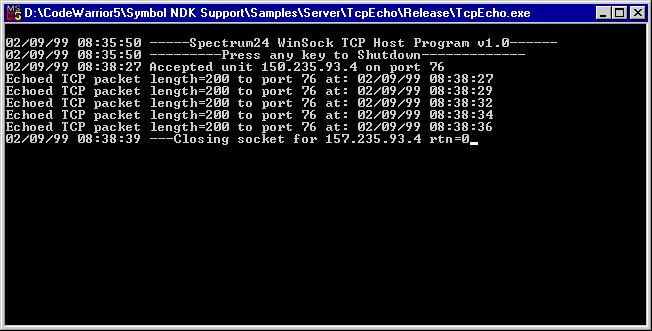 D:\CodeWarrior5\Symbol NDK Support\Samples\Server\TcpEcho\Release\TcpEcho.exe
02/09/99 08:35:50 -----Spectrum24 WinSock TCP Host Program v1.0------
02/09/99 08:35:50 ---------Press any key to Shutdown-------------
02/09/99 08:38:27 Accepted unit 150.235.93.4 on port 76
Echoed TCP packet length=200 to port 76 at: 02/09/99 08:38:27
Echoed TCP packet length=200 to port 76 at: 02/09/99 08:38:29
Echoed TCP packet length=200 to port 76 at: 02/09/99 08:38:32
Echoed TCP packet length=200 to port 76 at: 02/09/99 08:38:34
Echoed TCP packet length=200 to port 76 at: 02/09/99 08:38:36
02/09/99 08:38:39 ---Closing socket for 157.235.93.4 rtn=0